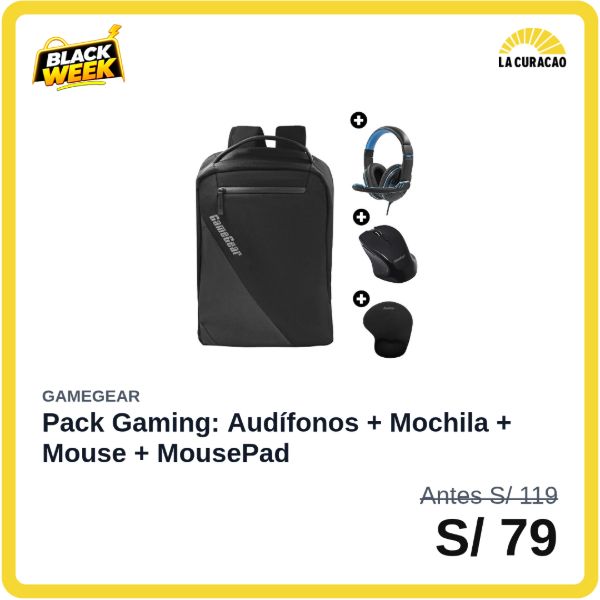 BLACK
WEEK
LA CURACAO
GameGear
GAMEGEAR
Pack Gaming: Audífonos + Mochila +
Mouse + MousePad
Antes S/ 119
S/ 79